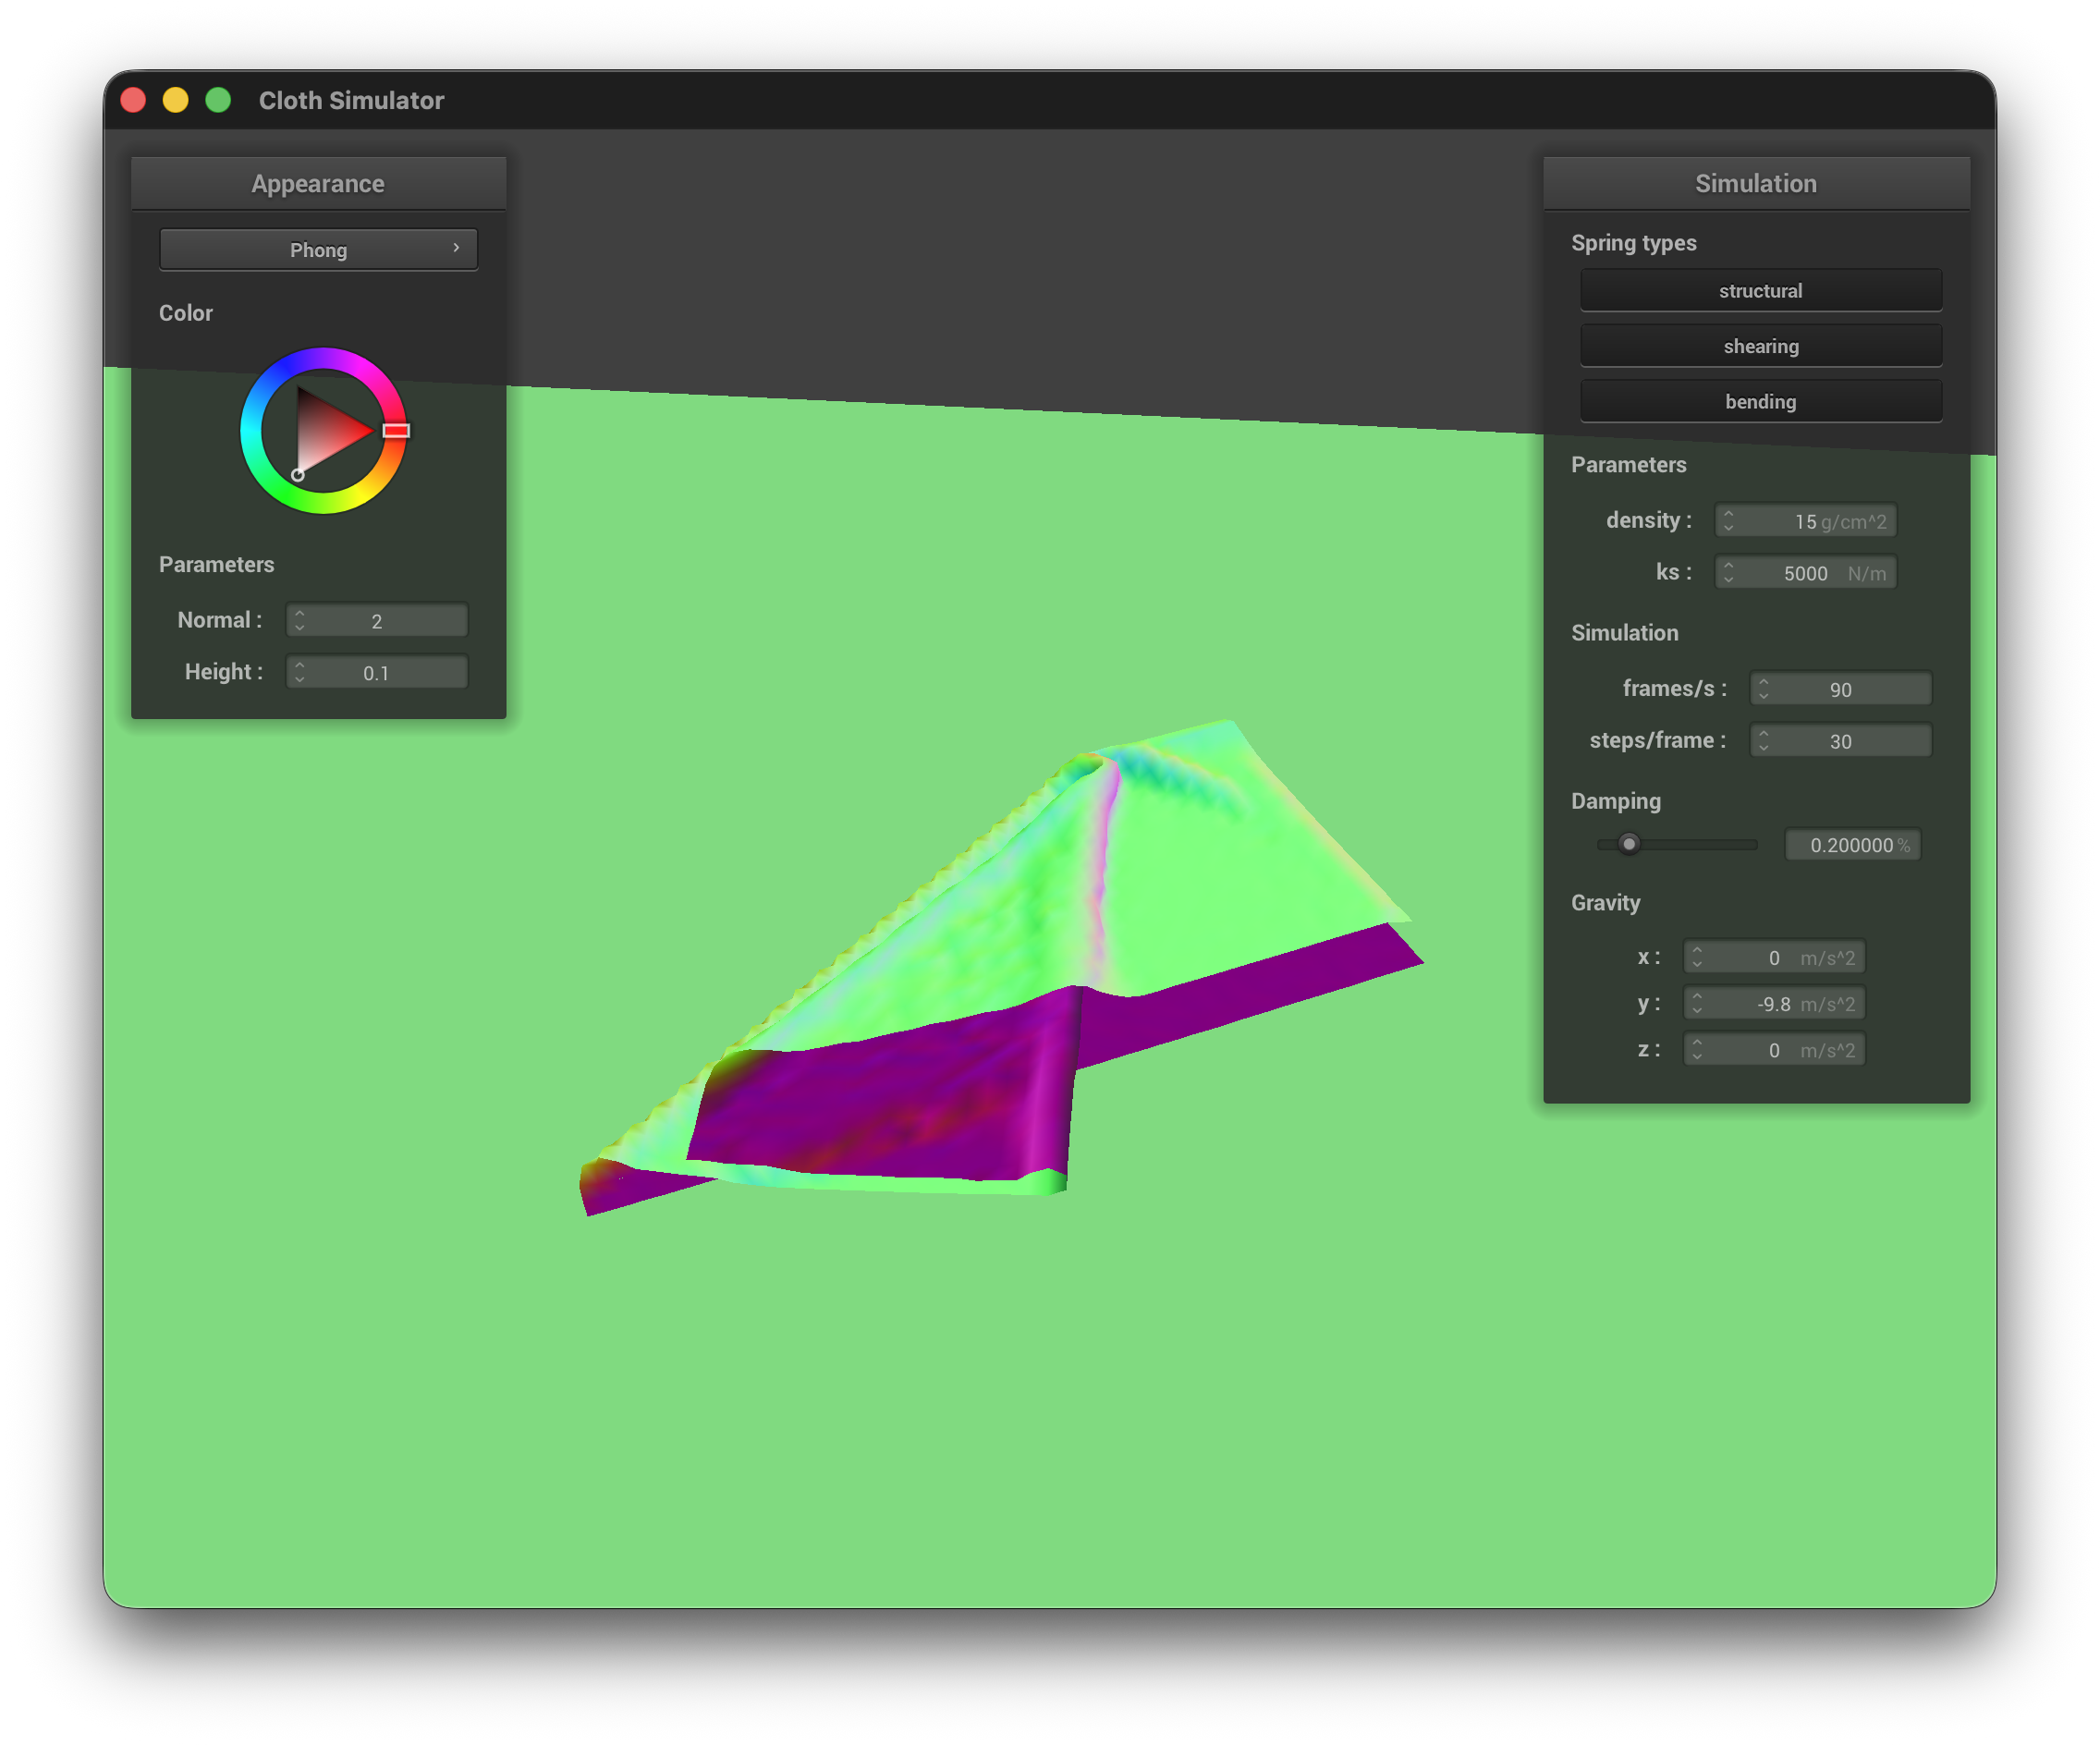 Cloth Simulator
Appearance
Phong
Color
Parameters
Normal : 2
Height : 0.1
Simulation
Spring types
structural
shearing
bending
Parameters
density : 15 g/cm^2
ks : 5000 N/m
Simulation
frames/s : 90
steps/frame : 30
Damping
0.200000 %
Gravity
x : 0 m/s^2
y : -9.8 m/s^2
z : 0 m/s^2